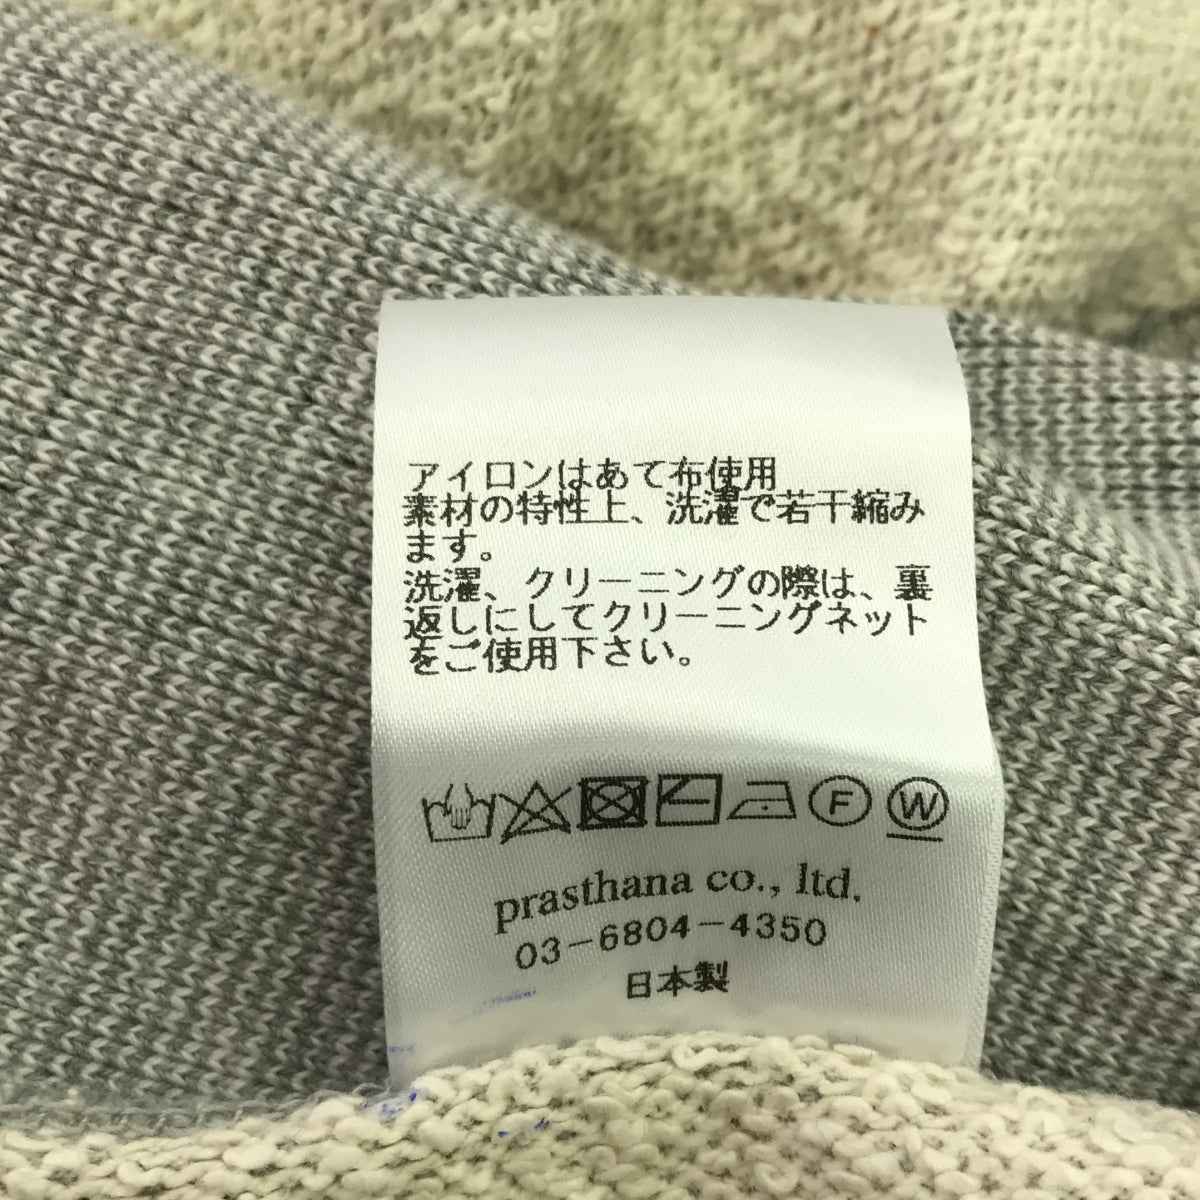 アイロンはあて布使用
素材の特性上、洗濯で若干縮み
ます。
洗濯、クリーニングの際は、裏
返しにしてクリーニングネット
をご使用下さい。
F W
prasthana co., ltd.
03-6804-4350
日本製